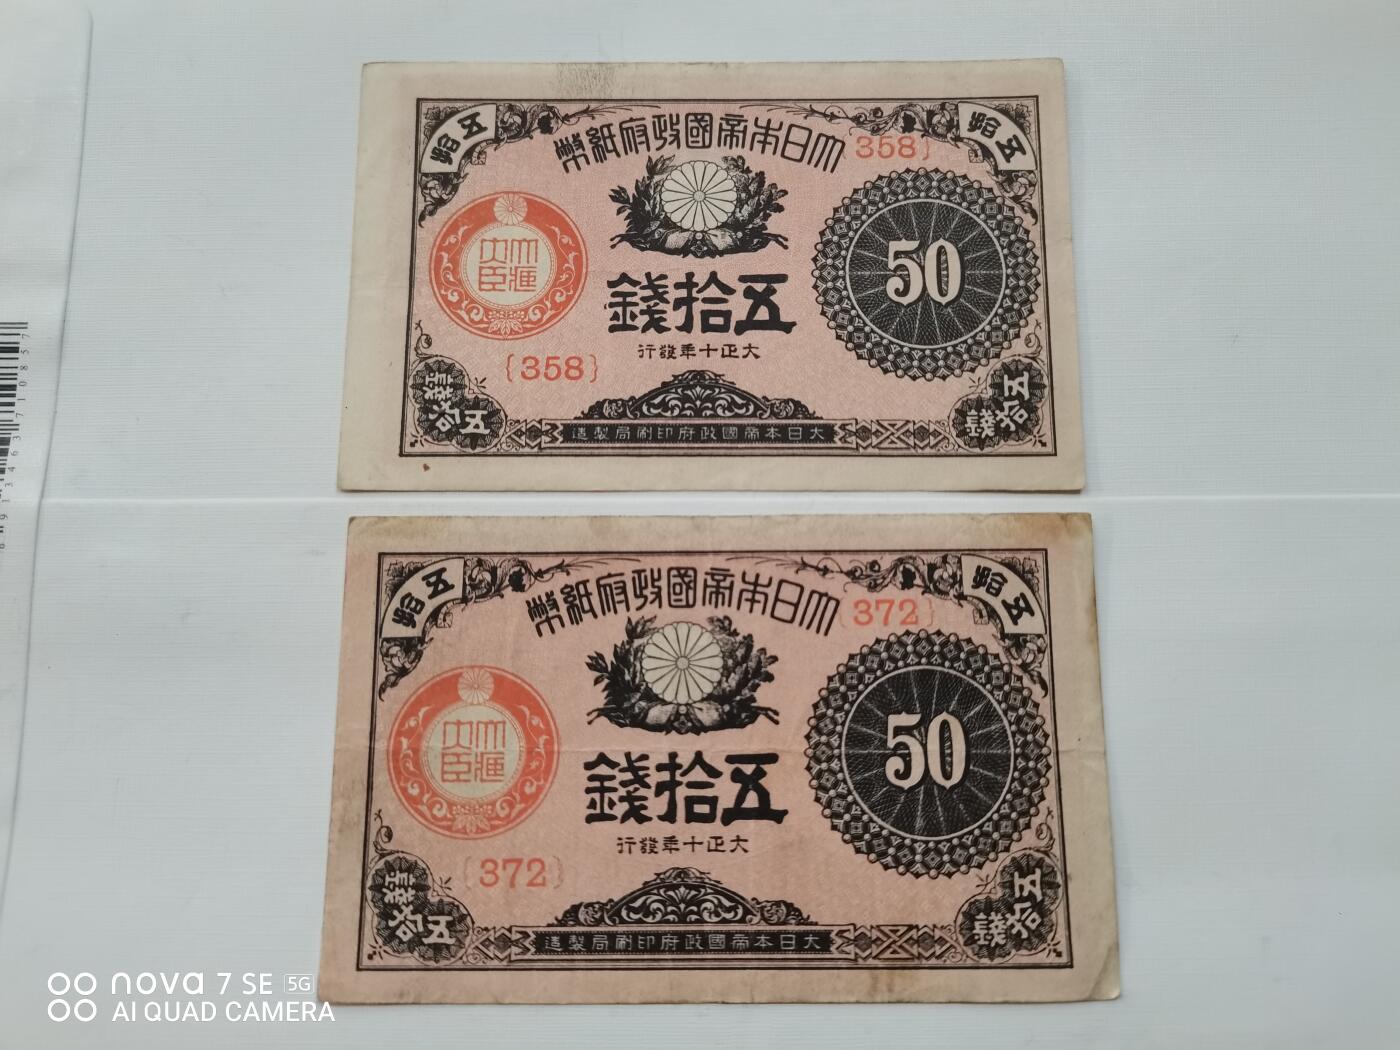 大日本帝國政府紙幣
{358}
五拾
五拾
大藏大臣
50
五拾錢
大正十年發行
{358}
五拾錢
五拾錢
大日本帝國政府印刷局製造
大日本帝國政府紙幣
{372}
五拾
五拾
大藏大臣
50
五拾錢
大正十年發行
{372}
五拾錢
五拾錢
大日本帝國政府印刷局製造
nova 7 SE 5G
AI QUAD CAMERA